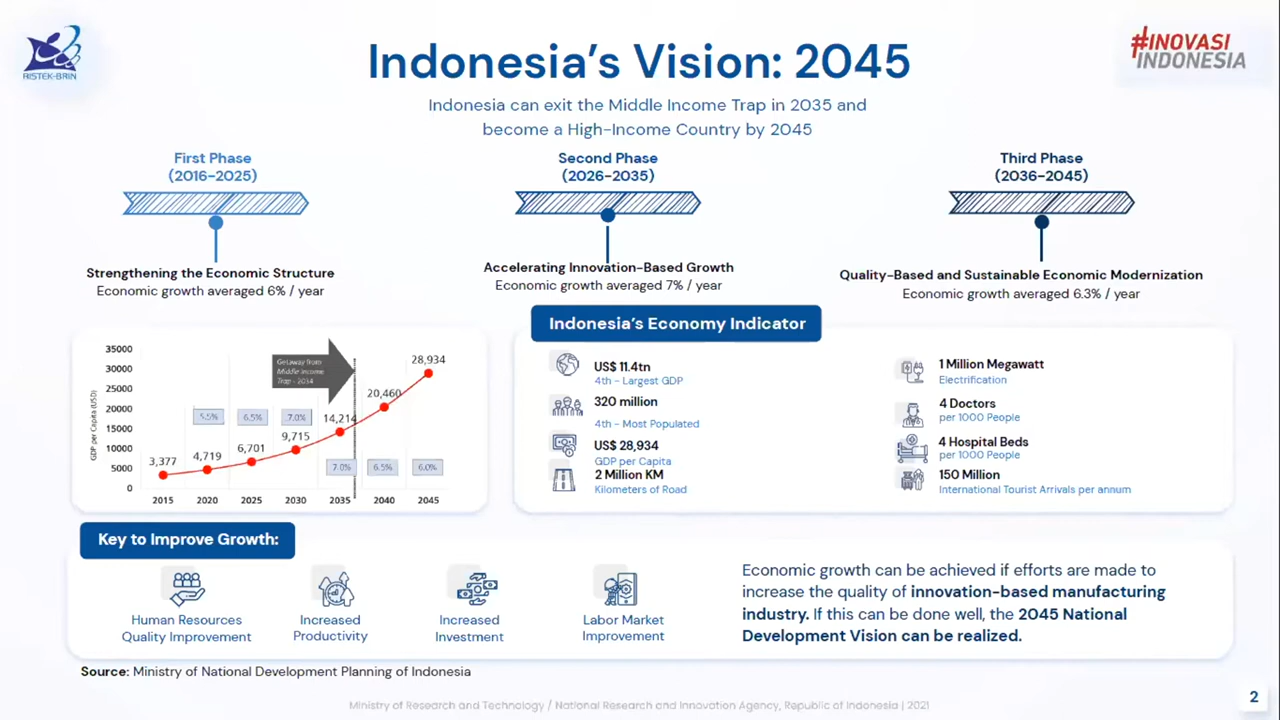 RISTEK-BRIN
#INOVASI
INDONESIA
Indonesia's Vision: 2045
Indonesia can exit the Middle Income Trap in 2035 and
become a High-Income Country by 2045
First Phase
(2016-2025)
Strengthening the Economic Structure
Economic growth averaged 6% / year
Second Phase
(2026-2035)
Accelerating Innovation-Based Growth
Economic growth averaged 7% / year
Third Phase
(2036-2045)
Quality-Based and Sustainable Economic Modernization
Economic growth averaged 6.3% / year
GDP per Capita (USD)
35000
30000
25000
20000
15000
10000
5000
0
Getaway from
Middle Income
Trap - 2034
5.5%
6.5%
7.0%
7.0%
6.5%
6.0%
3,377
4,719
6,701
9,715
14,214
20,460
28,934
2015
2020
2025
2030
2035
2040
2045
Indonesia's Economy Indicator
US$ 11.4tn
4th - Largest GDP
320 million
4th - Most Populated
US$ 28,934
GDP per Capita
2 Million KM
Kilometers of Road
1 Million Megawatt
Electrification
4 Doctors
per 1000 People
4 Hospital Beds
per 1000 People
150 Million
International Tourist Arrivals per annum
Key to Improve Growth:
Human Resources
Quality Improvement
Increased
Productivity
Increased
Investment
Labor Market
Improvement
Economic growth can be achieved if efforts are made to
increase the quality of innovation-based manufacturing
industry. If this can be done well, the 2045 National
Development Vision can be realized.
Source: Ministry of National Development Planning of Indonesia
Ministry of Research and Technology / National Research and Innovation Agency, Republic of Indonesia | 2021
2